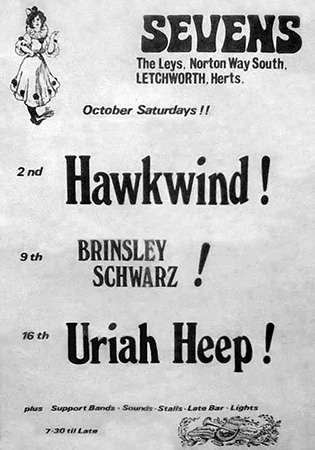 SEVENS
The Leys, Norton Way South,
LETCHWORTH, Herts.
October Saturdays!!
2nd Hawkwind!
9th BRINSLEY
SCHWARZ!
16th Uriah Heep!
plus Support Bands - Sounds - Stalls - Late Bar - Lights
7-30 til Late